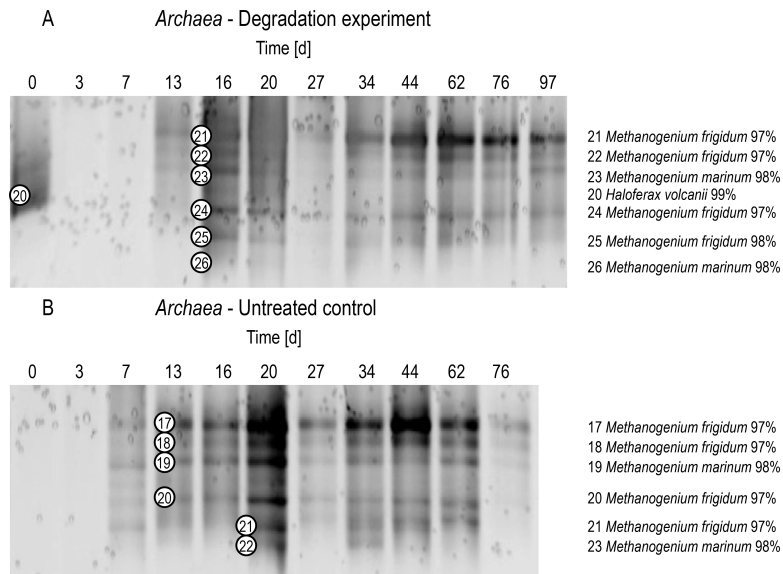 A Archaea - Degradation experiment
Time [d]
0 3 7 13 16 20 27 34 44 62 76 97
21
22
23
20
24
25
26
21 Methanogenium frigidum 97%
22 Methanogenium frigidum 97%
23 Methanogenium marinum 98%
20 Haloferax volcanii 99%
24 Methanogenium frigidum 97%
25 Methanogenium frigidum 98%
26 Methanogenium marinum 98%
B Archaea - Untreated control
Time [d]
0 3 7 13 16 20 27 34 44 62 76
17
18
19
20
21
22
17 Methanogenium frigidum 97%
18 Methanogenium frigidum 97%
19 Methanogenium marinum 98%
20 Methanogenium frigidum 97%
21 Methanogenium frigidum 97%
23 Methanogenium marinum 98%